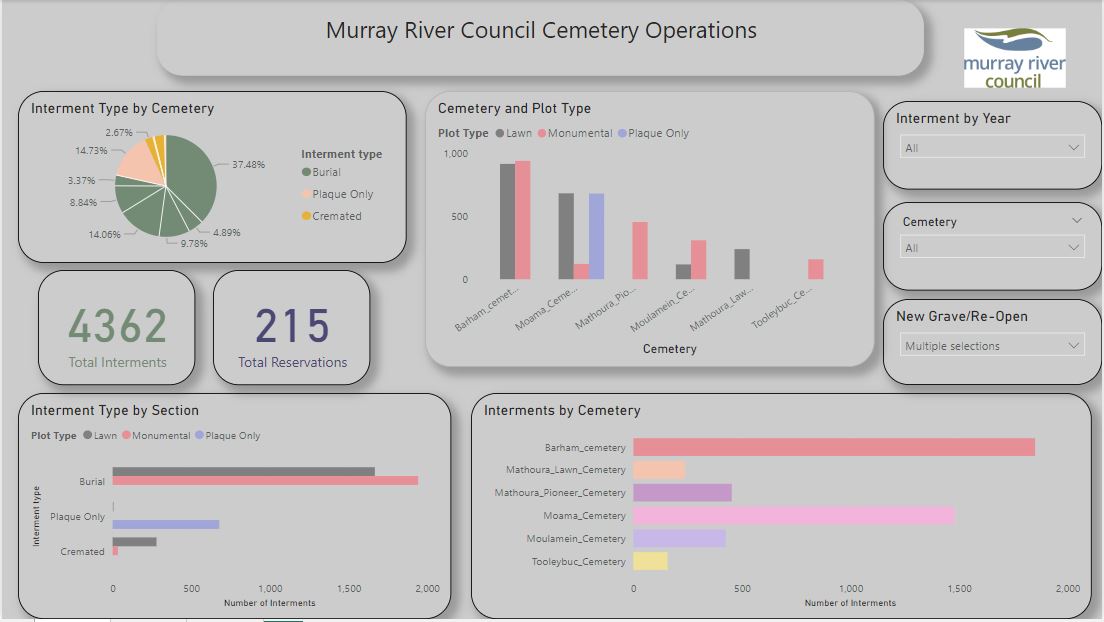 Murray River Council Cemetery Operations
murray river
council
Interment Type by Cemetery
2.67%
14.73%
3.37%
8.84%
14.06%
9.78%
4.89%
37.48%
Interment type
Burial
Plaque Only
Cremated
Cemetery and Plot Type
Plot Type Lawn Monumental Plaque Only
1,000
500
0
Barham_cemet...
Moama_Ceme...
Mathoura_Pio...
Moulamein_Ce...
Mathoura_Law...
Tooleybuc_Ce...
Cemetery
Interment by Year
All
Cemetery
All
New Grave/Re-Open
Multiple selections
4362
Total Interments
215
Total Reservations
Interment Type by Section
Plot Type Lawn Monumental Plaque Only
Interment type
Burial
Plaque Only
Cremated
0 500 1,000 1,500 2,000
Number of Interments
Interments by Cemetery
Barham_cemetery
Mathoura_Lawn_Cemetery
Mathoura_Pioneer_Cemetery
Moama_Cemetery
Moulamein_Cemetery
Tooleybuc_Cemetery
0 500 1,000 1,500 2,000
Number of Interments